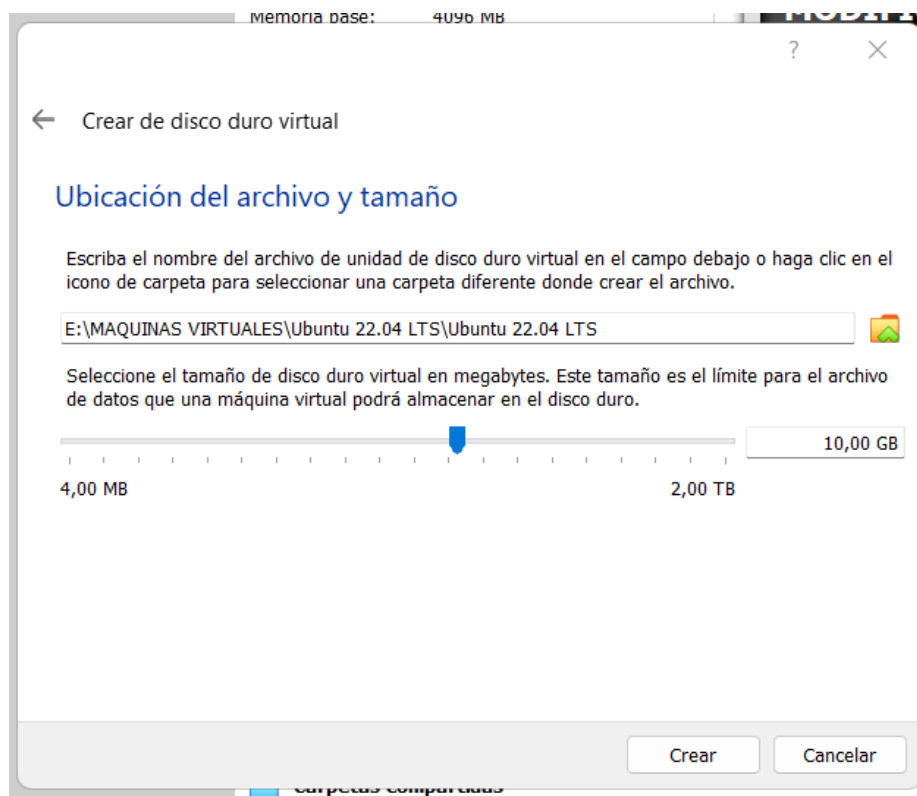 Memoria base: 4096 MB
?
Crear de disco duro virtual
Ubicación del archivo y tamaño
Escriba el nombre del archivo de unidad de disco duro virtual en el campo debajo o haga clic en el
icono de carpeta para seleccionar una carpeta diferente donde crear el archivo.
E:\MAQUINAS VIRTUALES\Ubuntu 22.04 LTS\Ubuntu 22.04 LTS
Seleccione el tamaño de disco duro virtual en megabytes. Este tamaño es el límite para el archivo
de datos que una máquina virtual podrá almacenar en el disco duro.
10,00 GB
4,00 MB 2,00 TB
Crear Cancelar
Carpetas compartidas